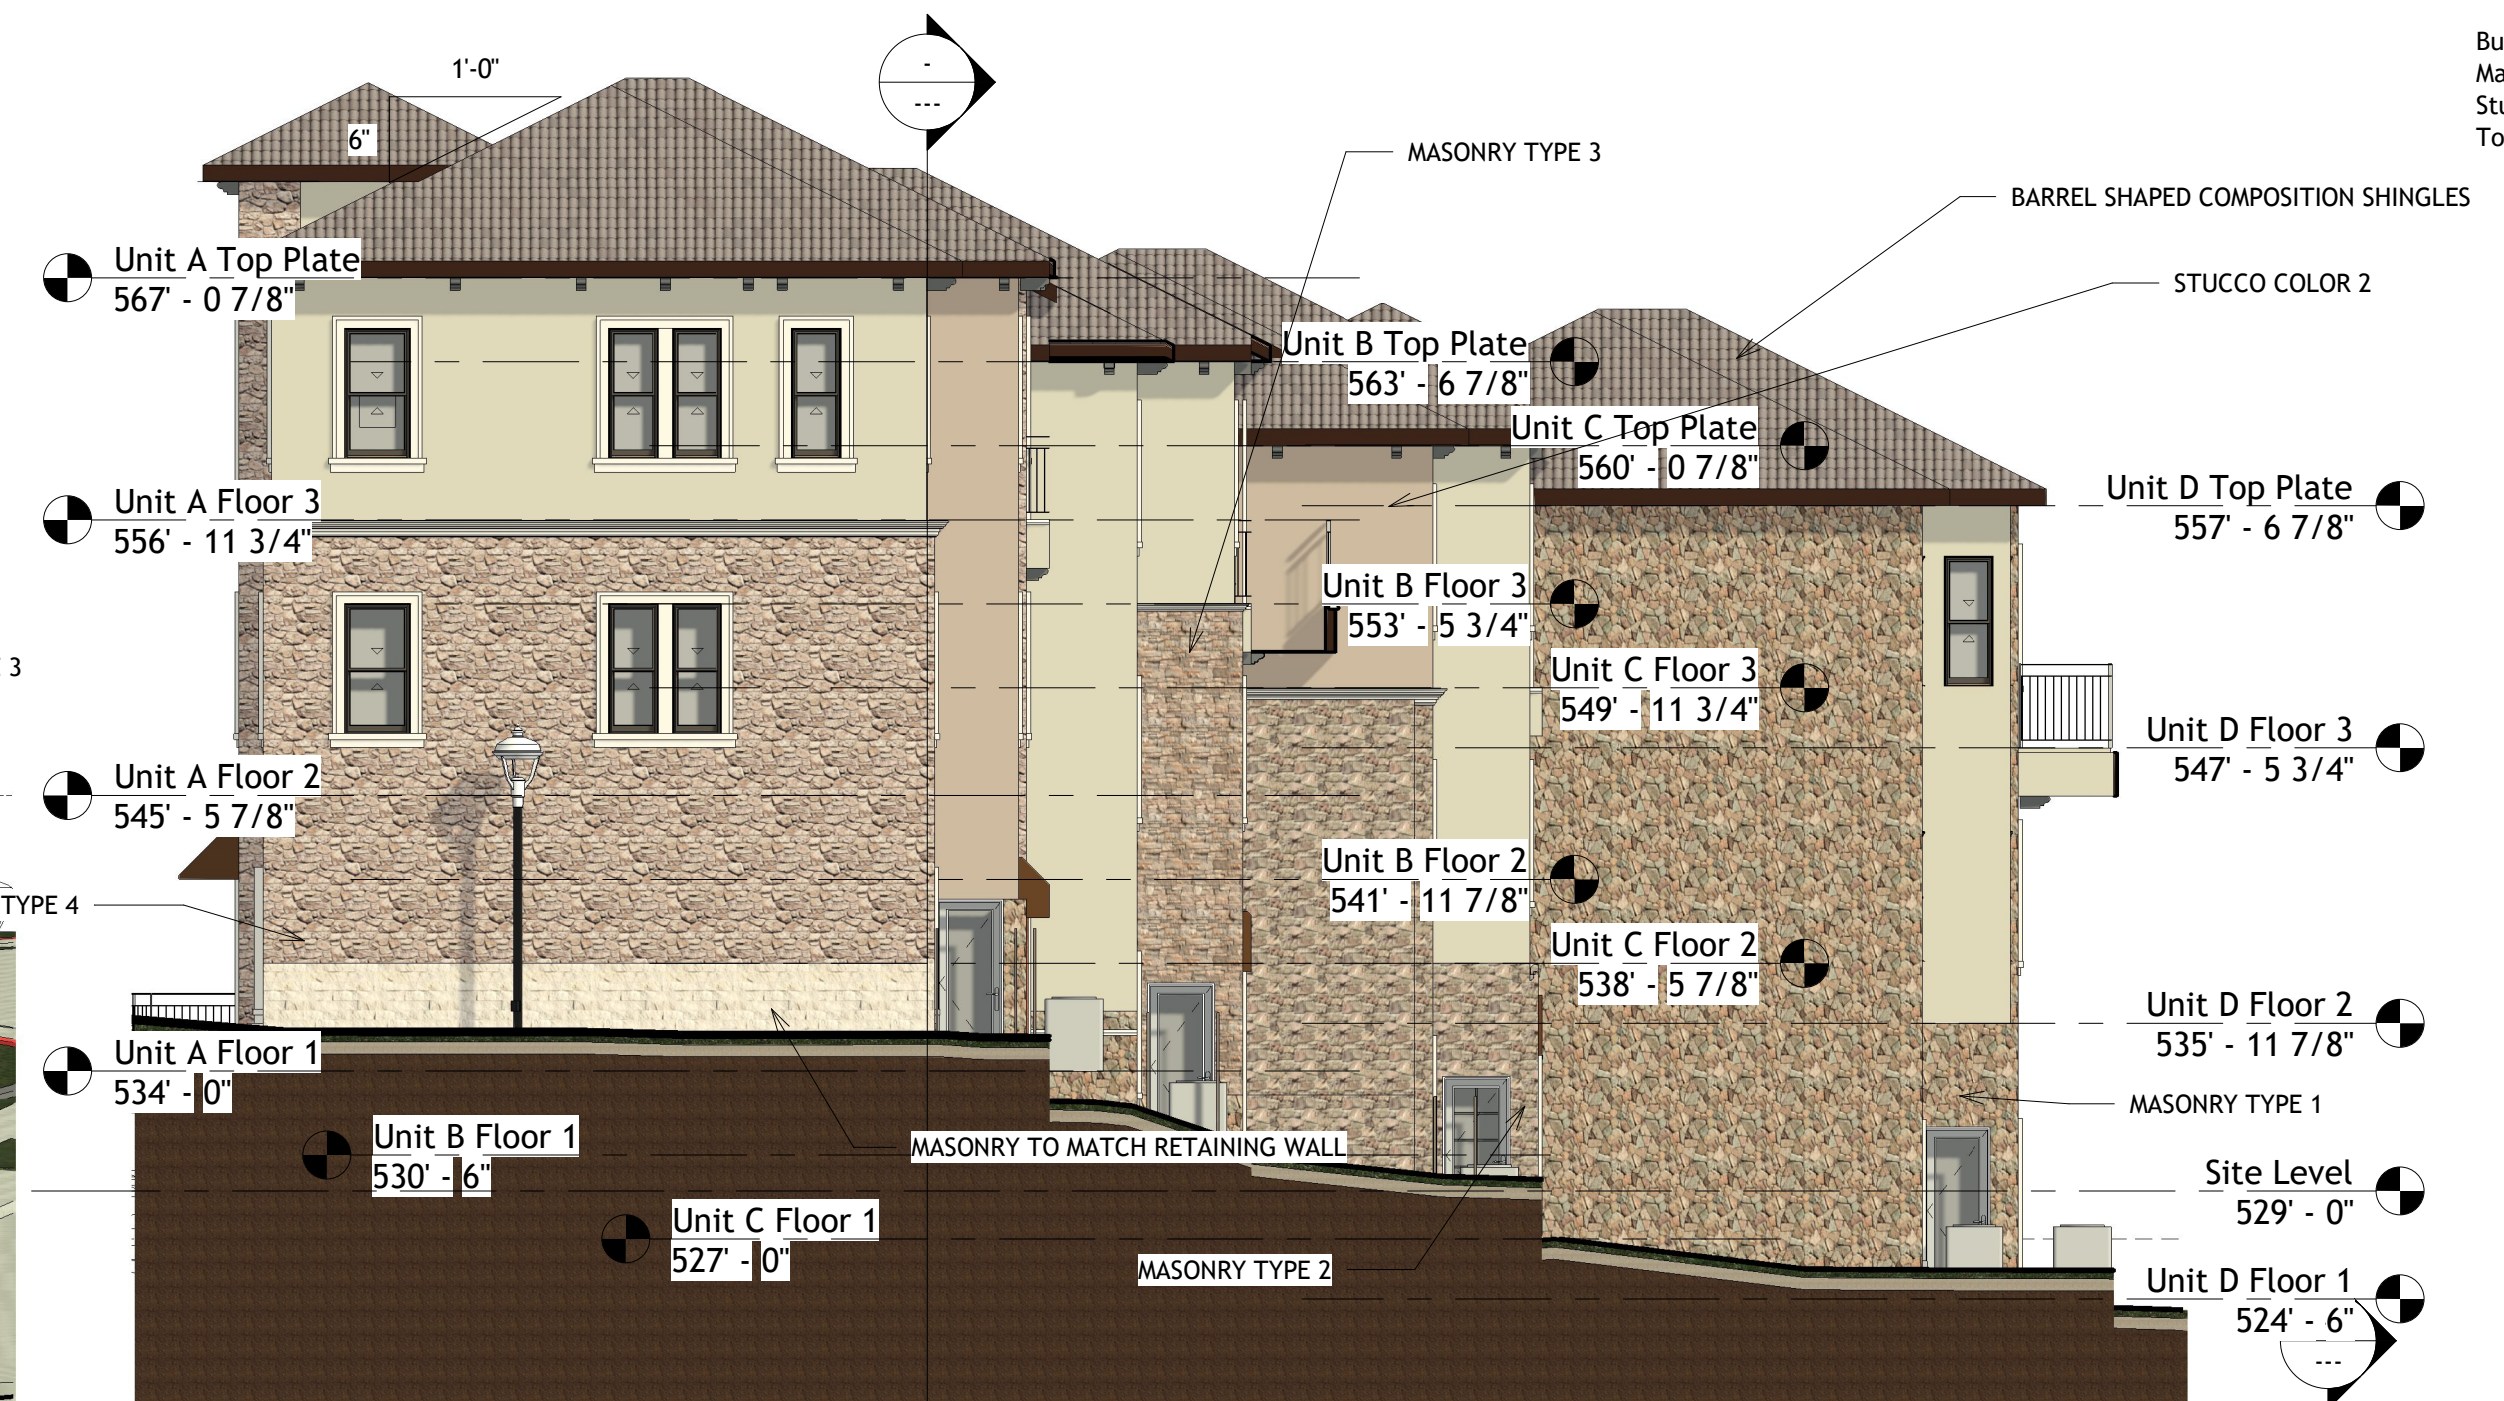 Bu
Ma
Stu
To
1'-0"
6"
-
---
MASONRY TYPE 3
BARREL SHAPED COMPOSITION SHINGLES
STUCCO COLOR 2
Unit A Top Plate
567' - 0 7/8"
Unit B Top Plate
563' - 6 7/8"
Unit C Top Plate
560' - 0 7/8"
Unit D Top Plate
557' - 6 7/8"
Unit A Floor 3
556' - 11 3/4"
Unit B Floor 3
553' - 5 3/4"
3
Unit C Floor 3
549' - 11 3/4"
Unit D Floor 3
547' - 5 3/4"
Unit A Floor 2
545' - 5 7/8"
Unit B Floor 2
541' - 11 7/8"
TYPE 4
Unit C Floor 2
538' - 5 7/8"
Unit D Floor 2
535' - 11 7/8"
Unit A Floor 1
534' - 0"
MASONRY TYPE 1
Unit B Floor 1
530' - 6"
MASONRY TO MATCH RETAINING WALL
Site Level
529' - 0"
Unit C Floor 1
527' - 0"
MASONRY TYPE 2
Unit D Floor 1
524' - 6"
---